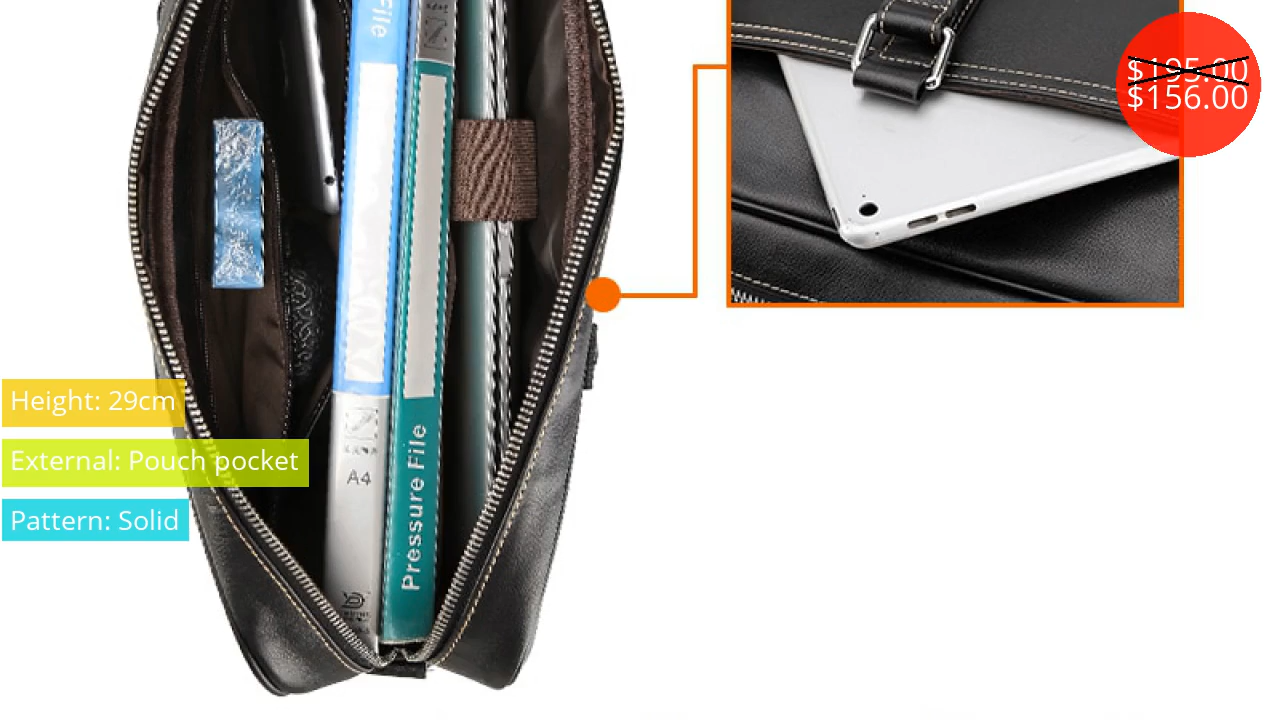 File
$195.00
$156.00
Height: 29cm
External: Pouch pocket
Pattern: Solid
A4
Pressure File